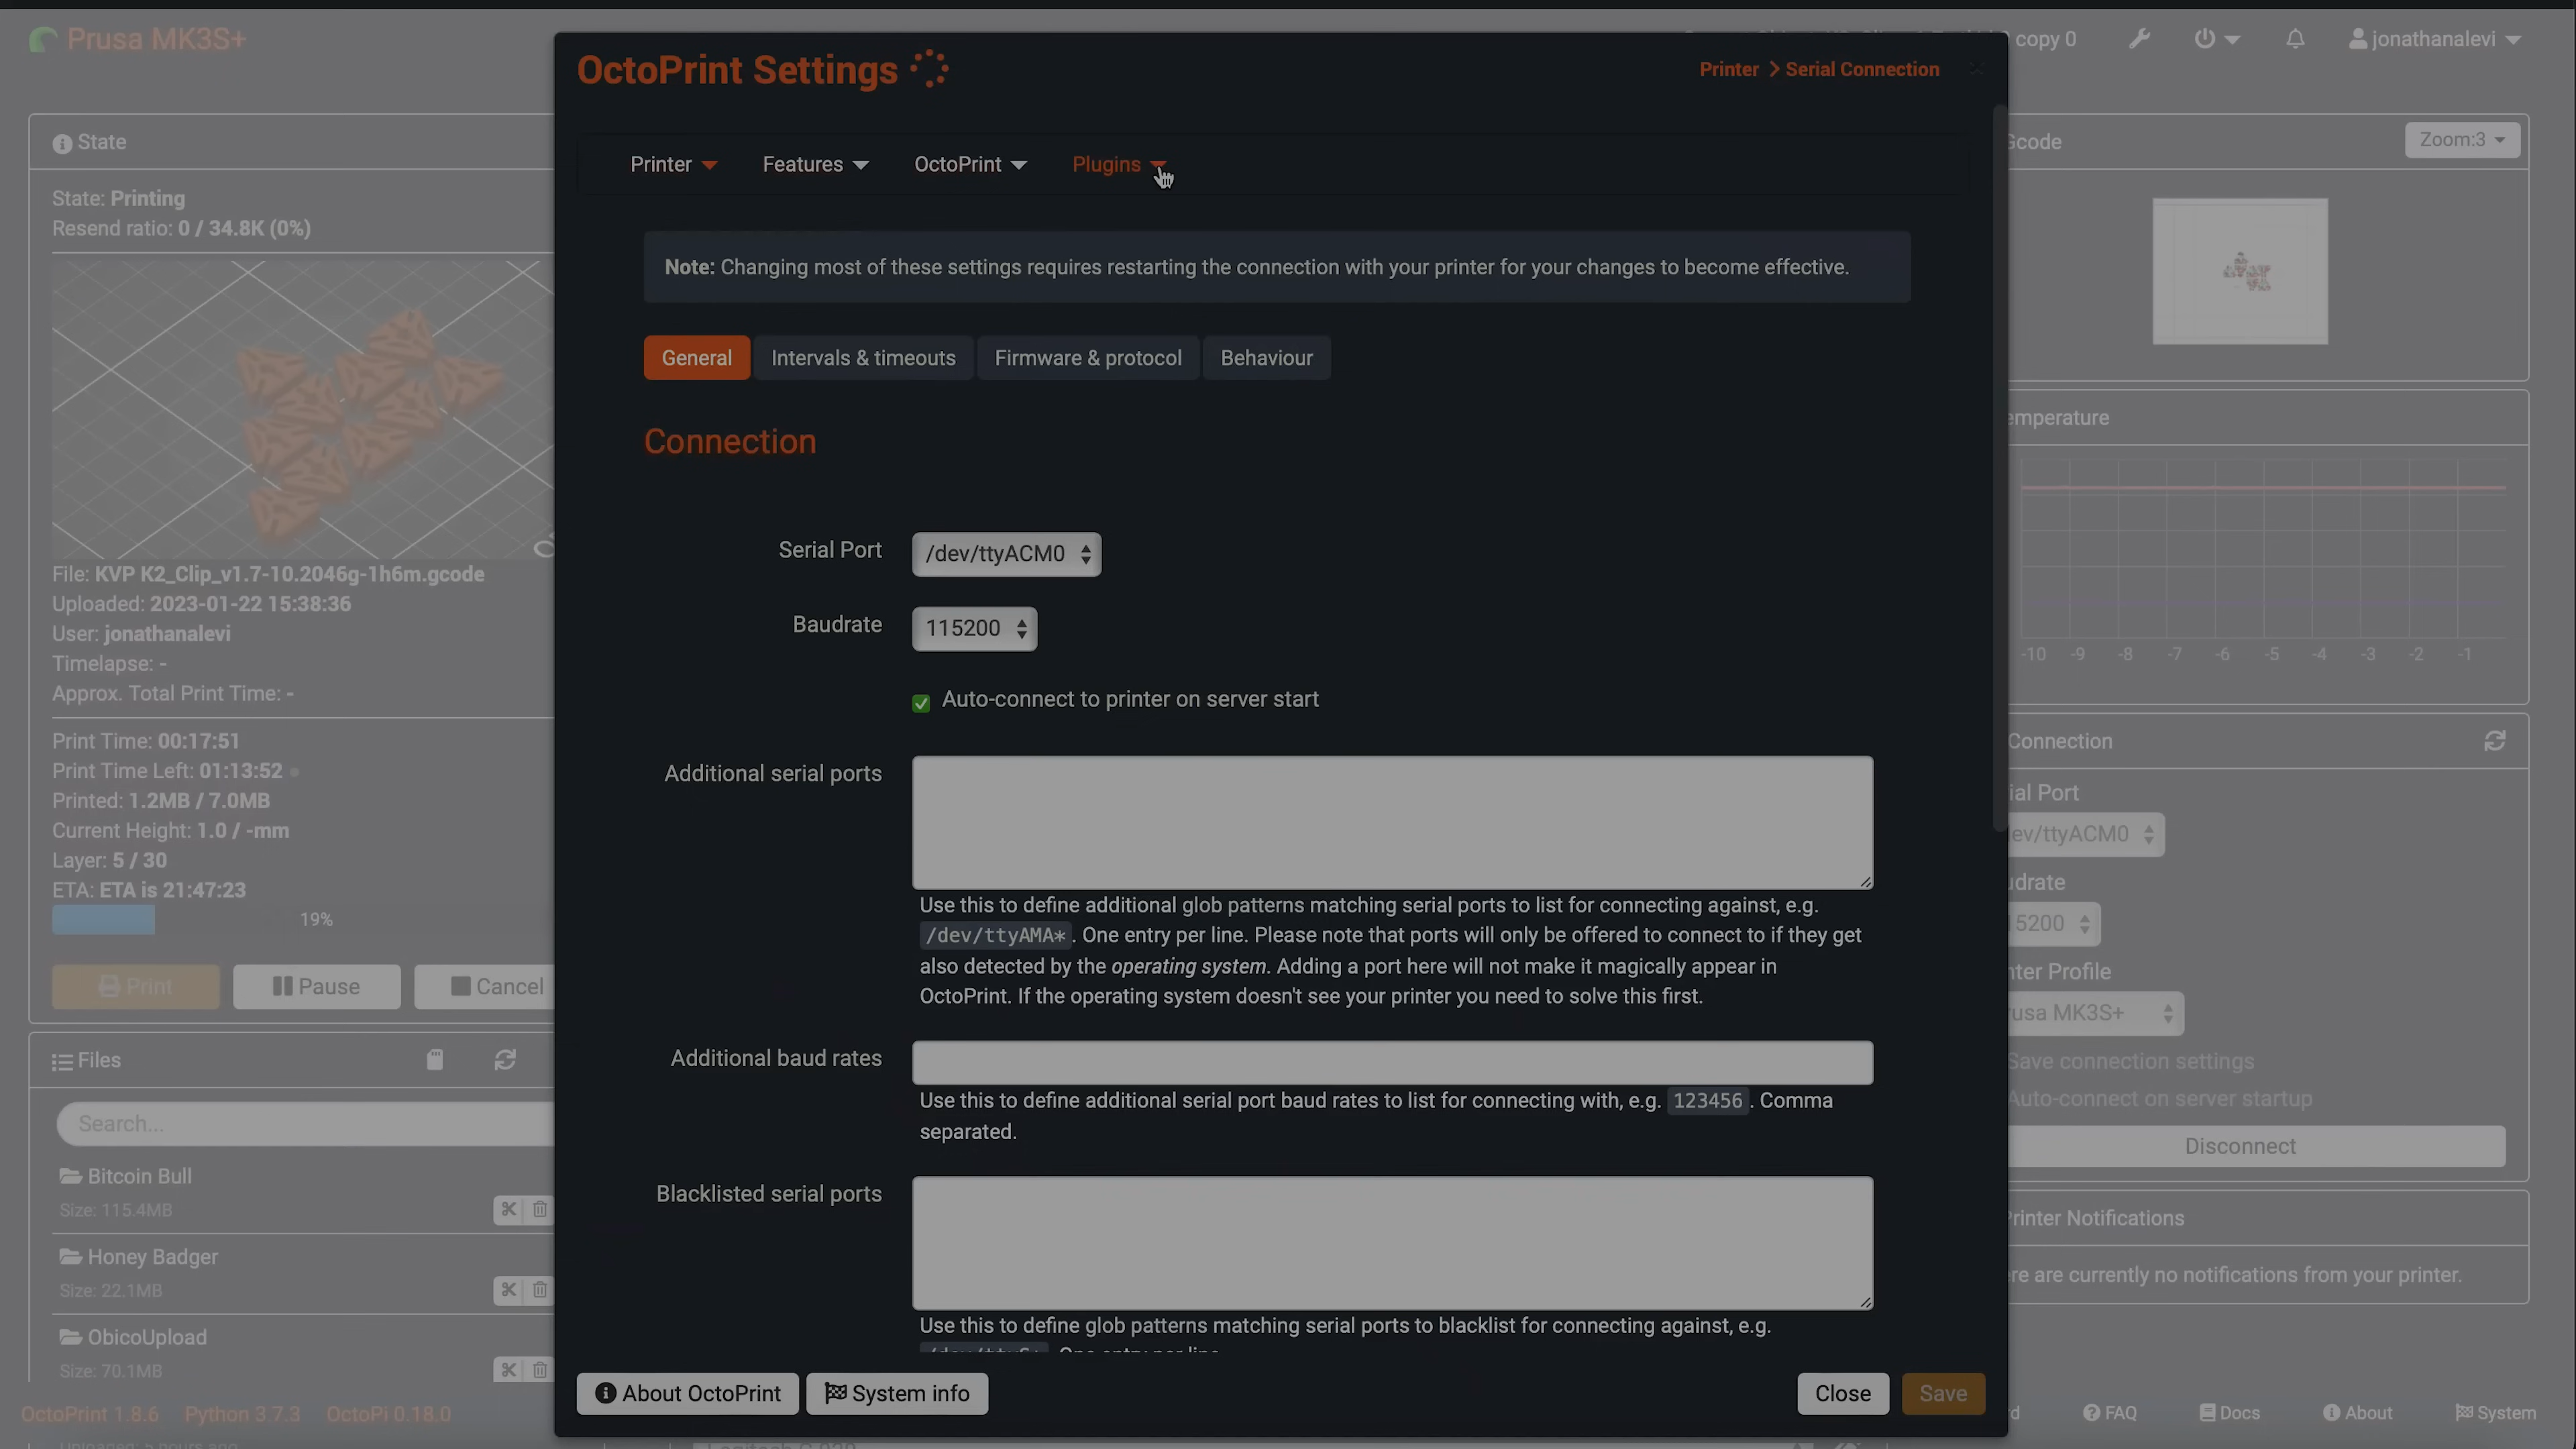 Prusa MK3S+
copy 0
jonathanalevi
OctoPrint Settings
Printer > Serial Connection
State
Printer
Features
OctoPrint
Plugins
Gcode
Zoom:3
State: Printing
Resend ratio: 0 / 34.8K (0%)
Note: Changing most of these settings requires restarting the connection with your printer for your changes to become effective.
General
Intervals & timeouts
Firmware & protocol
Behaviour
emperature
Connection
Serial Port
/dev/ttyACM0
File: KVP K2_Clip_v1.7-10.2046g-1h6m.gcode
Uploaded: 2023-01-22 15:38:36
User: jonathanalevi
Timelapse: -
Approx. Total Print Time: -
Baudrate
115200
-10 -9 -8 -7 -6 -5 -4 -3 -2 -1
Auto-connect to printer on server start
Print Time: 00:17:51
Print Time Left: 01:13:52
Printed: 1.2MB / 7.0MB
Current Height: 1.0 / -mm
Layer: 5 / 30
ETA: ETA is 21:47:23
19%
Print
Pause
Cancel
Additional serial ports
Use this to define additional glob patterns matching serial ports to list for connecting against, e.g.
/dev/ttyAMA* . One entry per line. Please note that ports will only be offered to connect to if they get
also detected by the operating system. Adding a port here will not make it magically appear in
OctoPrint. If the operating system doesn't see your printer you need to solve this first.
Connection
ial Port
ev/ttyACM0
udrate
15200
nter Profile
rusa MK3S+
Save connection settings
Auto-connect on server startup
Disconnect
Files
Search...
Additional baud rates
Use this to define additional serial port baud rates to list for connecting with, e.g. 123456 . Comma
separated.
Bitcoin Bull
Size: 115.4MB
Honey Badger
Size: 22.1MB
ObicoUpload
Size: 70.1MB
Blacklisted serial ports
Use this to define glob patterns matching serial ports to blacklist for connecting against, e.g.
One entry per line
Printer Notifications
re are currently no notifications from your printer.
About OctoPrint
System info
Close
Save
OctoPrint 1.8.6
Python 3.7.3
OctoPi 0.18.0
rd
FAQ
Docs
About
System